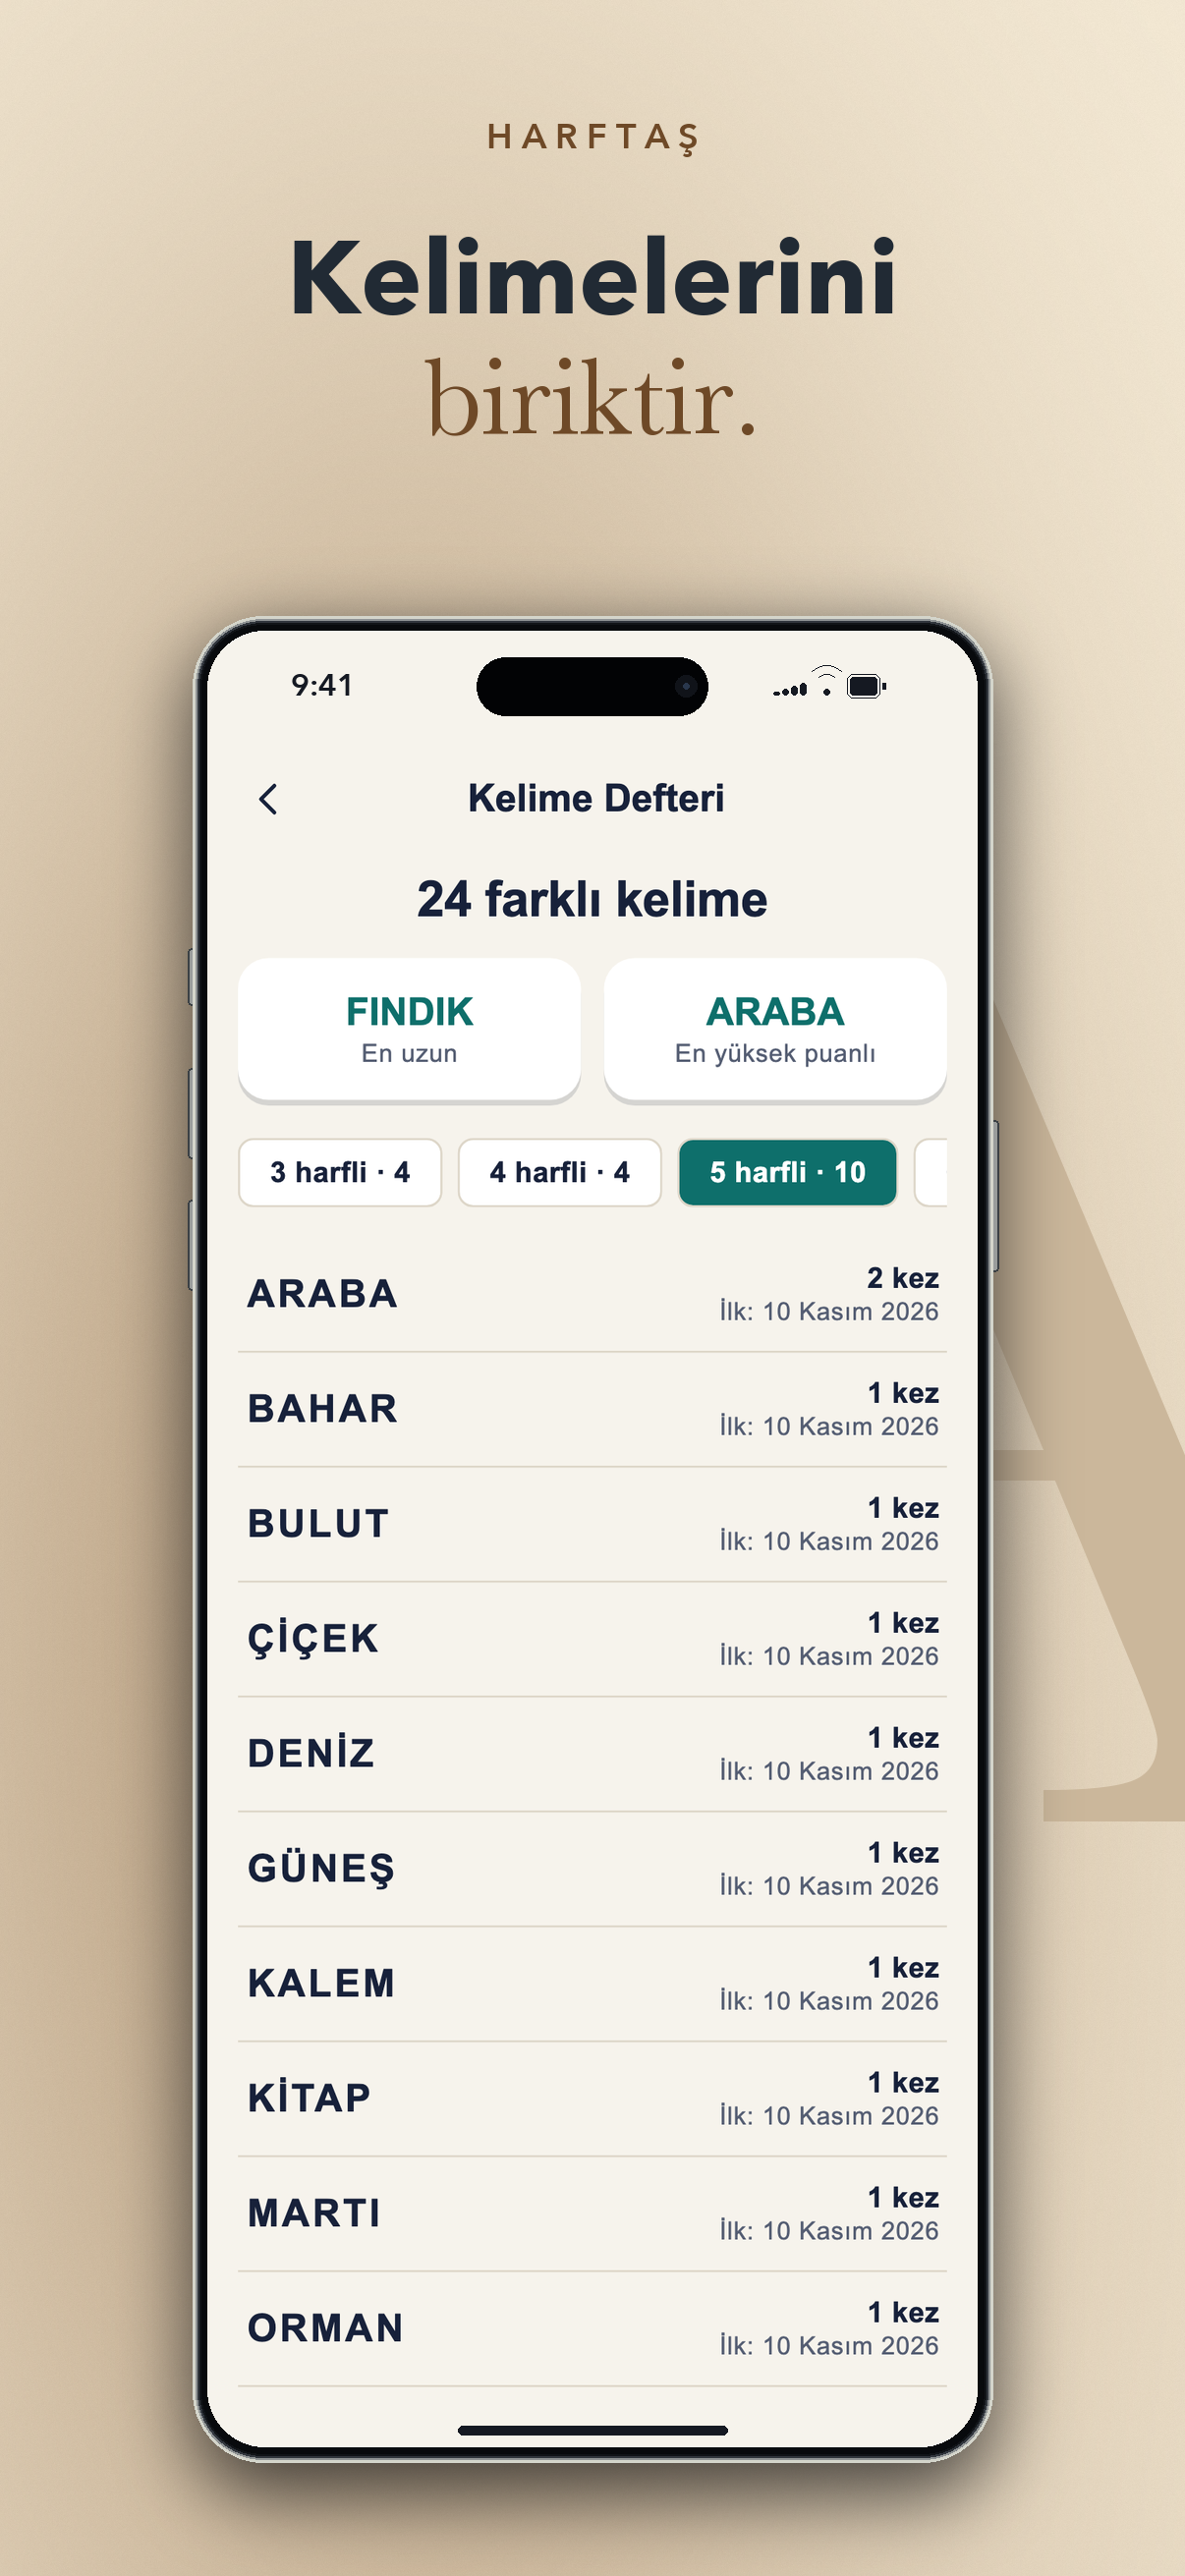 HARFTAŞ
Kelimelerini
biriktir.
9:41
Kelime Defteri
24 farklı kelime
FINDIK
En uzun
ARABA
En yüksek puanlı
3 harfli · 4
4 harfli · 4
5 harfli · 10
ARABA
2 kez
İlk: 10 Kasım 2026
BAHAR
1 kez
İlk: 10 Kasım 2026
BULUT
1 kez
İlk: 10 Kasım 2026
ÇİÇEK
1 kez
İlk: 10 Kasım 2026
DENİZ
1 kez
İlk: 10 Kasım 2026
GÜNEŞ
1 kez
İlk: 10 Kasım 2026
KALEM
1 kez
İlk: 10 Kasım 2026
KİTAP
1 kez
İlk: 10 Kasım 2026
MARTI
1 kez
İlk: 10 Kasım 2026
ORMAN
1 kez
İlk: 10 Kasım 2026
A